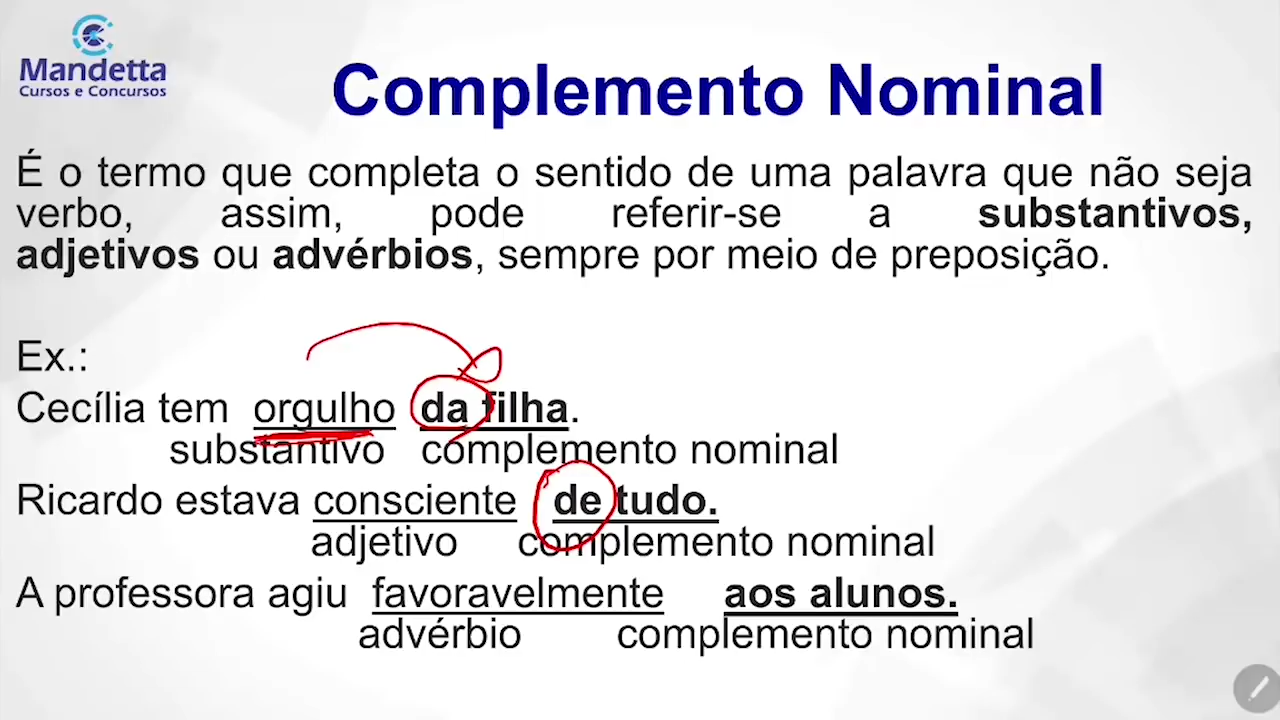 Mandetta
Cursos e Concursos
Complemento Nominal
É o termo que completa o sentido de uma palavra que não seja
verbo, assim, pode referir-se a substantivos,
adjetivos ou advérbios, sempre por meio de preposição.
Ex.:
Cecília tem orgulho da filha.
substantivo complemento nominal
Ricardo estava consciente de tudo.
adjetivo complemento nominal
A professora agiu favoravelmente aos alunos.
advérbio complemento nominal